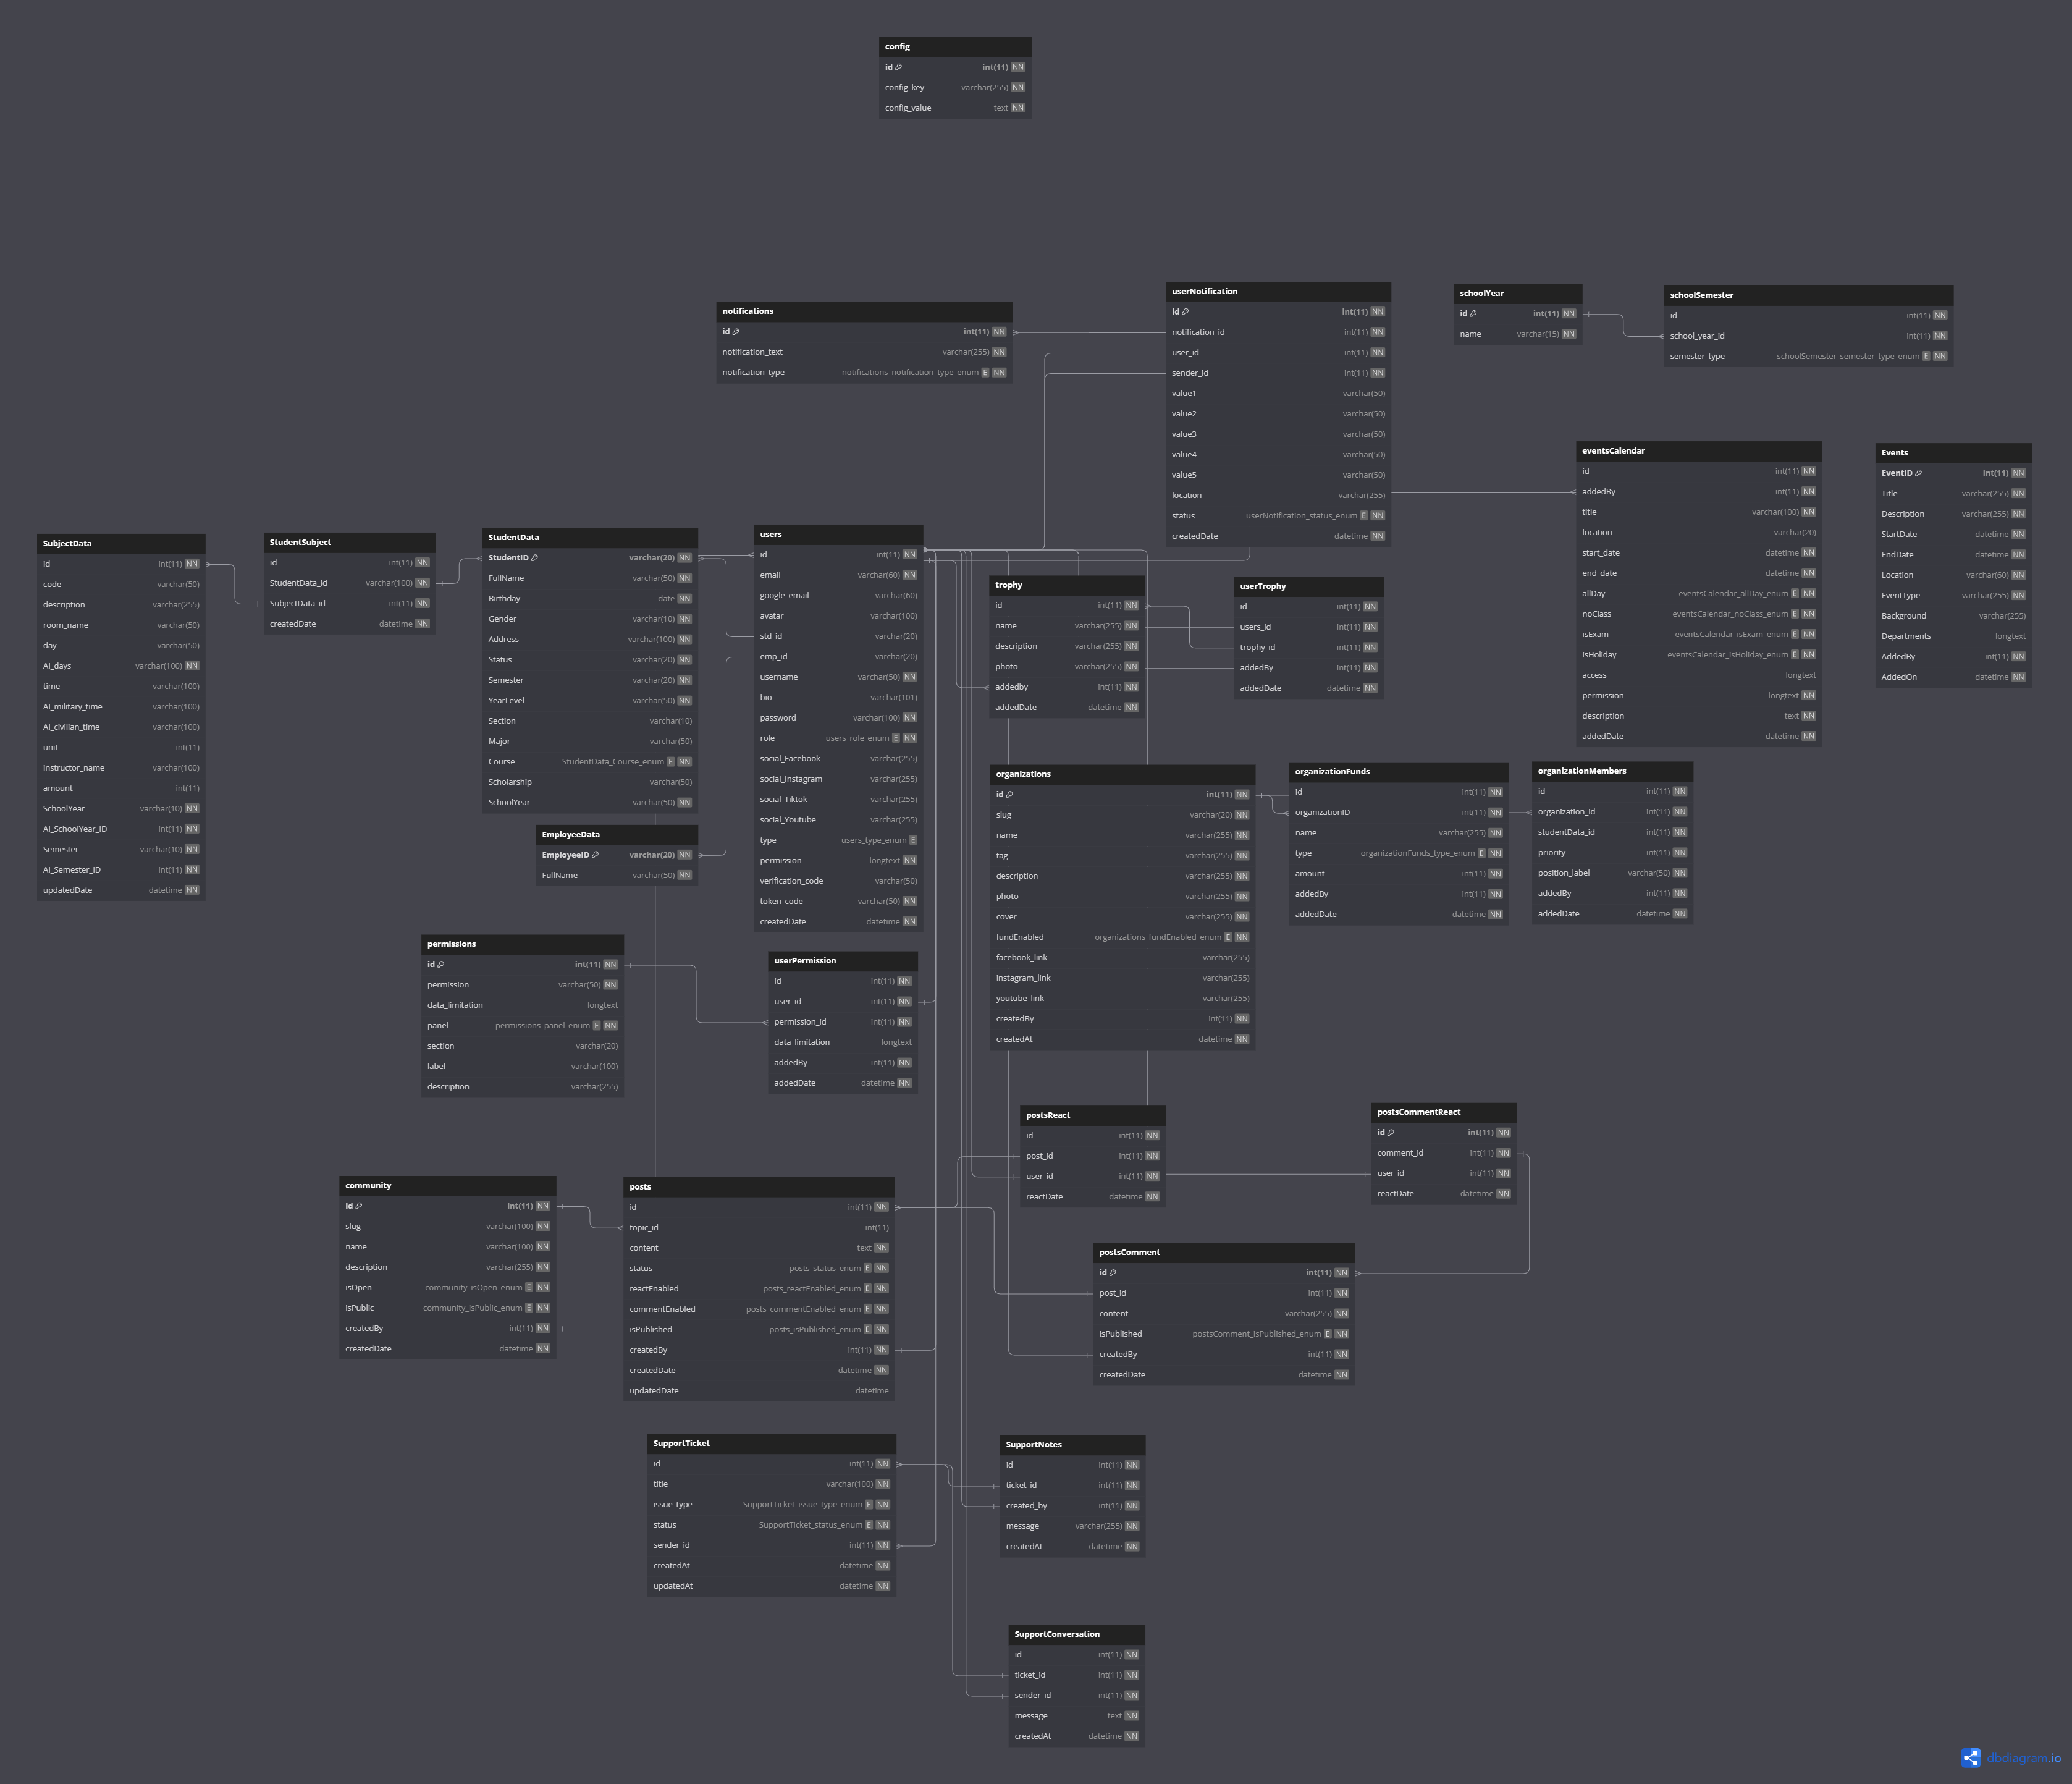 config
id int(11) NN
config_key varchar(255) NN
config_value text NN
notifications
id int(11) NN
notification_text varchar(255) NN
notification_type notifications_notification_type_enum E NN
userNotification
id int(11) NN
notification_id int(11) NN
user_id int(11) NN
sender_id int(11) NN
value1 varchar(50)
value2 varchar(50)
value3 varchar(50)
value4 varchar(50)
value5 varchar(50)
location varchar(255)
status userNotification_status_enum E NN
createdDate datetime NN
schoolYear
id int(11) NN
name varchar(15) NN
schoolSemester
id int(11) NN
school_year_id int(11) NN
semester_type schoolSemester_semester_type_enum E NN
eventsCalendar
id int(11) NN
addedBy int(11) NN
title varchar(100) NN
location varchar(20)
start_date datetime NN
end_date datetime NN
allDay eventsCalendar_allDay_enum E NN
noClass eventsCalendar_noClass_enum E NN
isExam eventsCalendar_isExam_enum E NN
isHoliday eventsCalendar_isHoliday_enum E NN
access longtext
permission longtext NN
description text NN
addedDate datetime NN
Events
EventID int(11) NN
Title varchar(255) NN
Description varchar(255) NN
StartDate datetime NN
EndDate datetime NN
Location varchar(60) NN
EventType varchar(255) NN
Background varchar(255)
Departments longtext
AddedBy int(11) NN
AddedOn datetime NN
SubjectData
id int(11) NN
code varchar(50)
description varchar(255)
room_name varchar(50)
day varchar(50)
AI_days varchar(100) NN
time varchar(100)
AI_military_time varchar(100)
AI_civilian_time varchar(100)
unit int(11)
instructor_name varchar(100)
amount int(11)
SchoolYear varchar(10) NN
AI_SchoolYear_ID int(11) NN
Semester varchar(10) NN
AI_Semester_ID int(11) NN
updatedDate datetime NN
StudentSubject
id int(11) NN
StudentData_id varchar(100) NN
SubjectData_id int(11) NN
createdDate datetime NN
StudentData
StudentID varchar(20) NN
FullName varchar(50) NN
Birthday date NN
Gender varchar(10) NN
Address varchar(100) NN
Status varchar(20) NN
Semester varchar(20) NN
YearLevel varchar(50) NN
Section varchar(10)
Major varchar(50)
Course StudentData_Course_enum E NN
Scholarship varchar(50)
SchoolYear varchar(50) NN
EmployeeData
EmployeeID varchar(20) NN
FullName varchar(50) NN
users
id int(11) NN
email varchar(60) NN
google_email varchar(60)
avatar varchar(100)
std_id varchar(20)
emp_id varchar(20)
username varchar(50) NN
bio varchar(101)
password varchar(100) NN
role users_role_enum E NN
social_Facebook varchar(255)
social_Instagram varchar(255)
social_Tiktok varchar(255)
social_Youtube varchar(255)
type users_type_enum E
permission longtext NN
verification_code varchar(50)
token_code varchar(50) NN
createdDate datetime NN
trophy
id int(11) NN
name varchar(255) NN
description varchar(255) NN
photo varchar(255) NN
addedby int(11) NN
addedDate datetime NN
userTrophy
id int(11) NN
users_id int(11) NN
trophy_id int(11) NN
addedBy int(11) NN
addedDate datetime NN
organizations
id int(11) NN
slug varchar(20) NN
name varchar(255) NN
tag varchar(255) NN
description varchar(255) NN
photo varchar(255) NN
cover varchar(255) NN
fundEnabled organizations_fundEnabled_enum E NN
facebook_link varchar(255)
instagram_link varchar(255)
youtube_link varchar(255)
createdBy int(11) NN
createdAt datetime NN
organizationFunds
id int(11) NN
organizationID int(11) NN
name varchar(255) NN
type organizationFunds_type_enum E NN
amount int(11) NN
addedBy int(11) NN
addedDate datetime NN
organizationMembers
id int(11) NN
organization_id int(11) NN
studentData_id int(11) NN
priority int(11) NN
position_label varchar(50) NN
addedBy int(11) NN
addedDate datetime NN
permissions
id int(11) NN
permission varchar(50) NN
data_limitation longtext
panel permissions_panel_enum E NN
section varchar(20)
label varchar(100)
description varchar(255)
userPermission
id int(11) NN
user_id int(11) NN
permission_id int(11) NN
data_limitation longtext
addedBy int(11) NN
addedDate datetime NN
postsReact
id int(11) NN
post_id int(11) NN
user_id int(11) NN
reactDate datetime NN
postsCommentReact
id int(11) NN
comment_id int(11) NN
user_id int(11) NN
reactDate datetime NN
community
id int(11) NN
slug varchar(100) NN
name varchar(100) NN
description varchar(255) NN
isOpen community_isOpen_enum E NN
isPublic community_isPublic_enum E NN
createdBy int(11) NN
createdDate datetime NN
posts
id int(11) NN
topic_id int(11)
content text NN
status posts_status_enum E NN
reactEnabled posts_reactEnabled_enum E NN
commentEnabled posts_commentEnabled_enum E NN
isPublished posts_isPublished_enum E NN
createdBy int(11) NN
createdDate datetime NN
updatedDate datetime
postsComment
id int(11) NN
post_id int(11) NN
content varchar(255) NN
isPublished postsComment_isPublished_enum E NN
createdBy int(11) NN
createdDate datetime NN
SupportTicket
id int(11) NN
title varchar(100) NN
issue_type SupportTicket_issue_type_enum E NN
status SupportTicket_status_enum E NN
sender_id int(11) NN
createdAt datetime NN
updatedAt datetime NN
SupportNotes
id int(11) NN
ticket_id int(11) NN
created_by int(11) NN
message varchar(255) NN
createdAt datetime NN
SupportConversation
id int(11) NN
ticket_id int(11) NN
sender_id int(11) NN
message text NN
createdAt datetime NN
dbdiagram.io